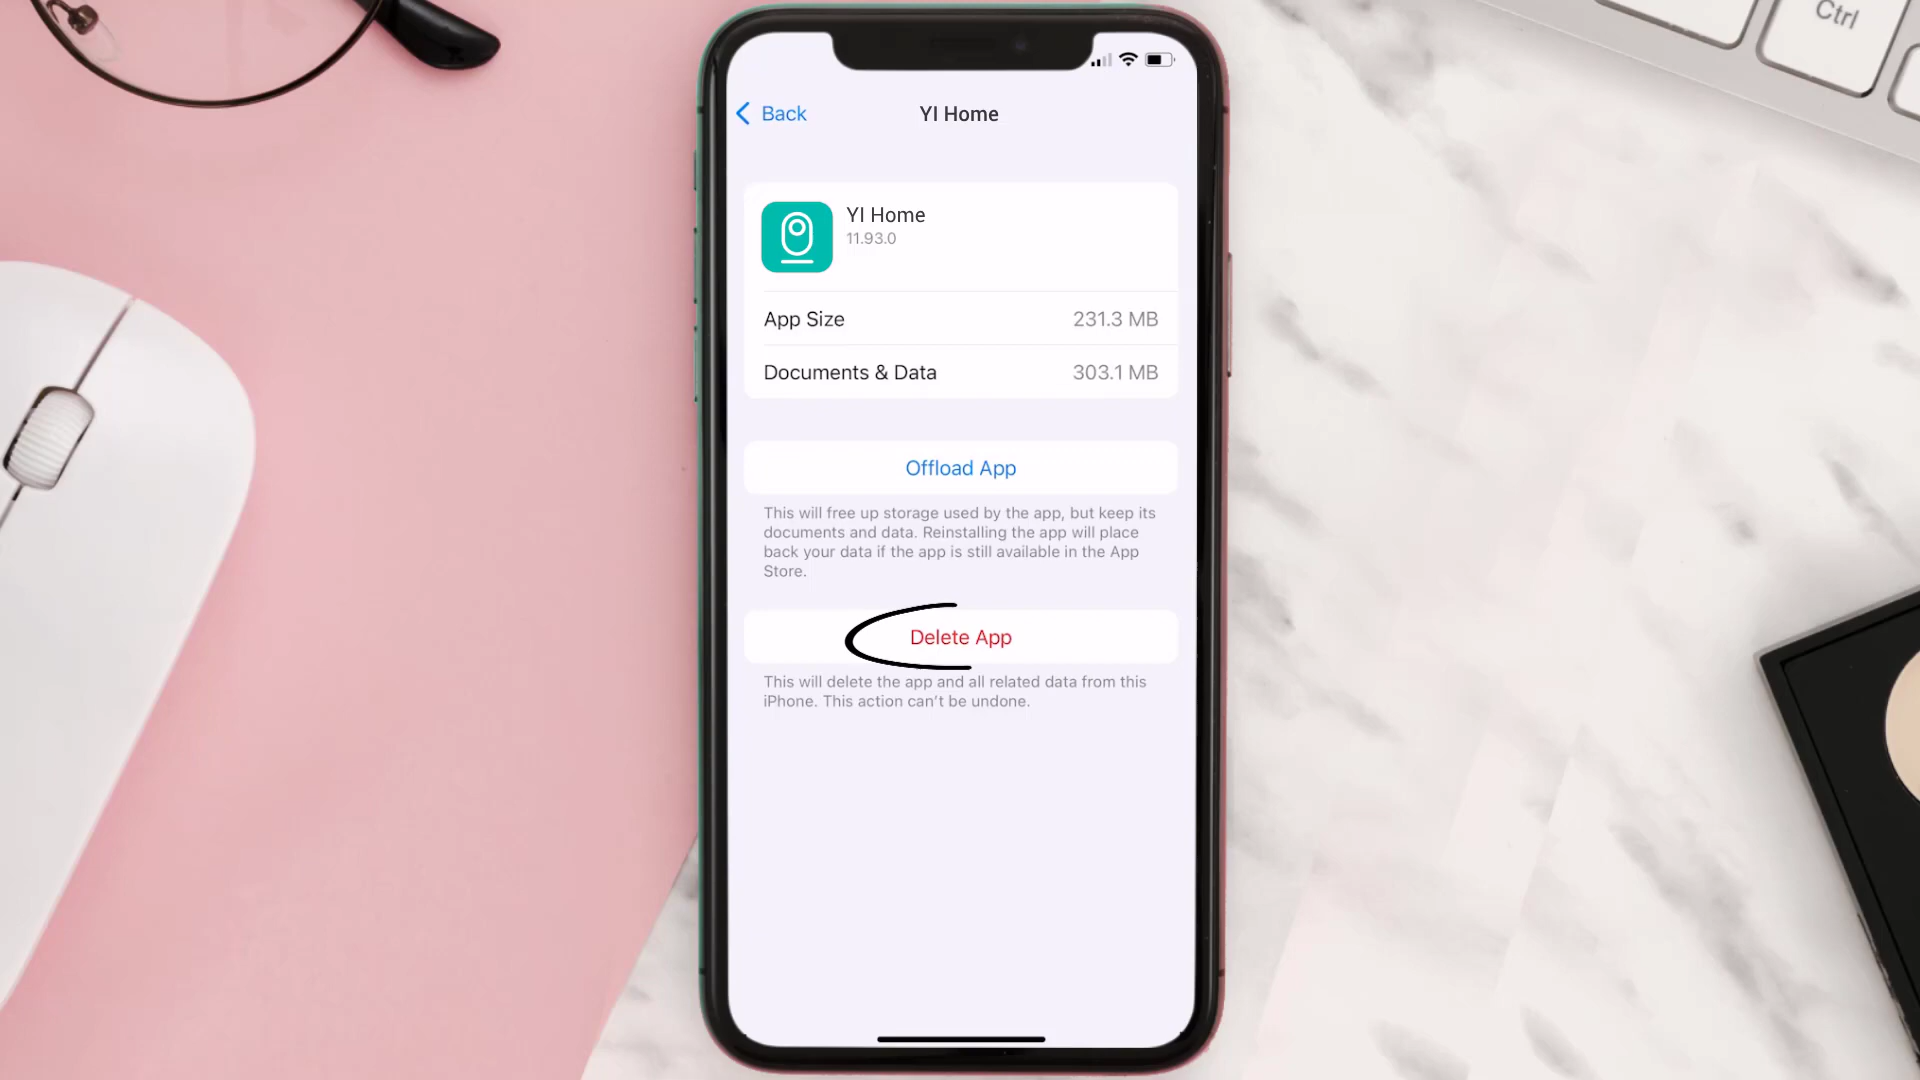 Ctrl
Back
YI Home
YI Home
11.93.0
App Size
231.3 MB
Documents & Data
303.1 MB
Offload App
This will free up storage used by the app, but keep its
documents and data. Reinstalling the app will place
back your data if the app is still available in the App
Store.
Delete App
This will delete the app and all related data from this
iPhone. This action can't be undone.